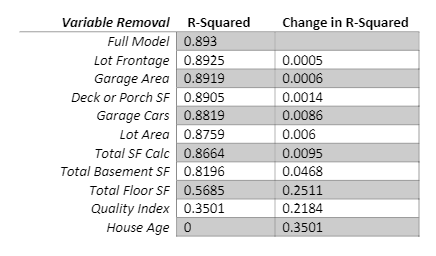 Variable Removal R-Squared Change in R-Squared
Full Model 0.893
Lot Frontage 0.8925 0.0005
Garage Area 0.8919 0.0006
Deck or Porch SF 0.8905 0.0014
Garage Cars 0.8819 0.0086
Lot Area 0.8759 0.006
Total SF Calc 0.8664 0.0095
Total Basement SF 0.8196 0.0468
Total Floor SF 0.5685 0.2511
Quality Index 0.3501 0.2184
House Age 0 0.3501